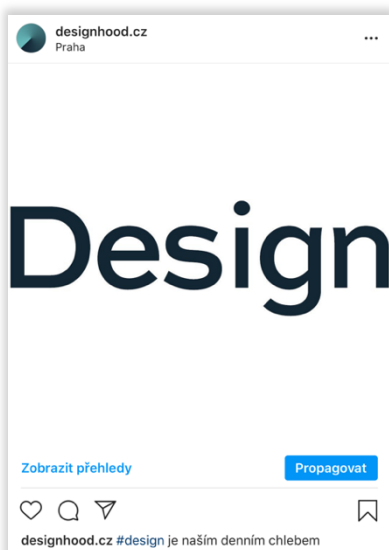 designhood.cz
Praha
Design
Zobrazit přehledy
Propagovat
designhood.cz #design je naším denním chlebem